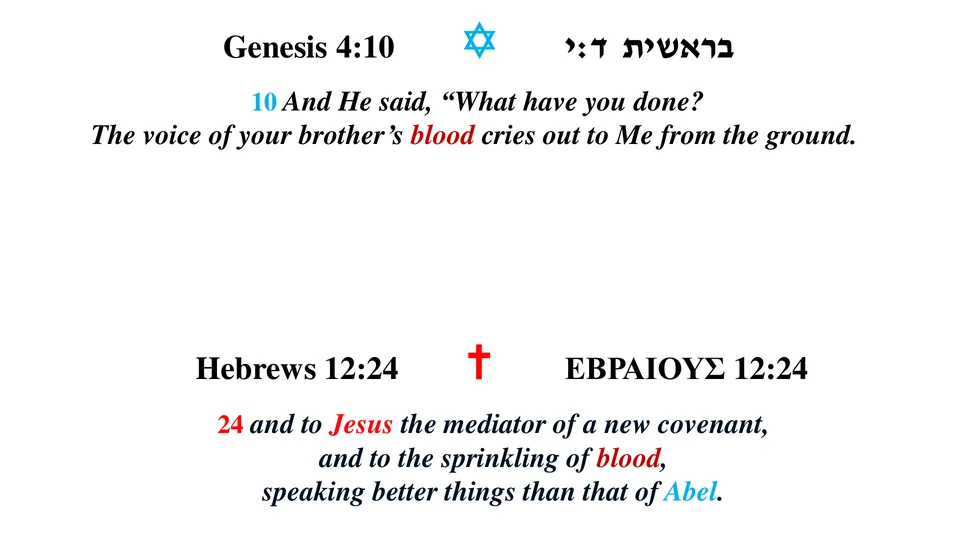 Genesis 4:10 ✡ בראשית ד:י
10 And He said, “What have you done?
The voice of your brother’s blood cries out to Me from the ground.
Hebrews 12:24 ✝ ΕΒΡΑΙΟΥΣ 12:24
24 and to Jesus the mediator of a new covenant,
and to the sprinkling of blood,
speaking better things than that of Abel.